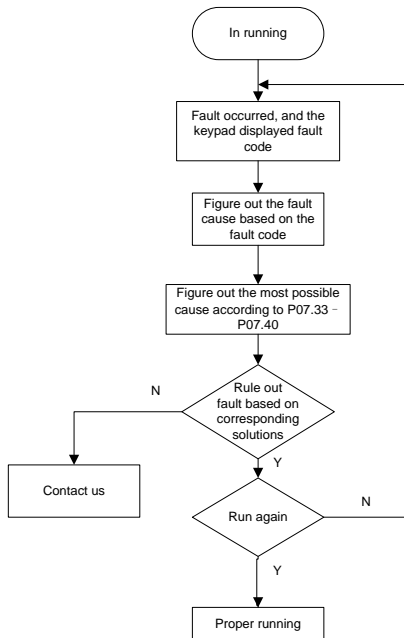 In running
Fault occurred, and the
keypad displayed fault
code
Figure out the fault
cause based on the
fault code
Figure out the most possible
cause according to P07.33－
P07.40
N
Rule out
fault based on
corresponding
solutions
Y
Contact us
Run again
N
Y
Proper running